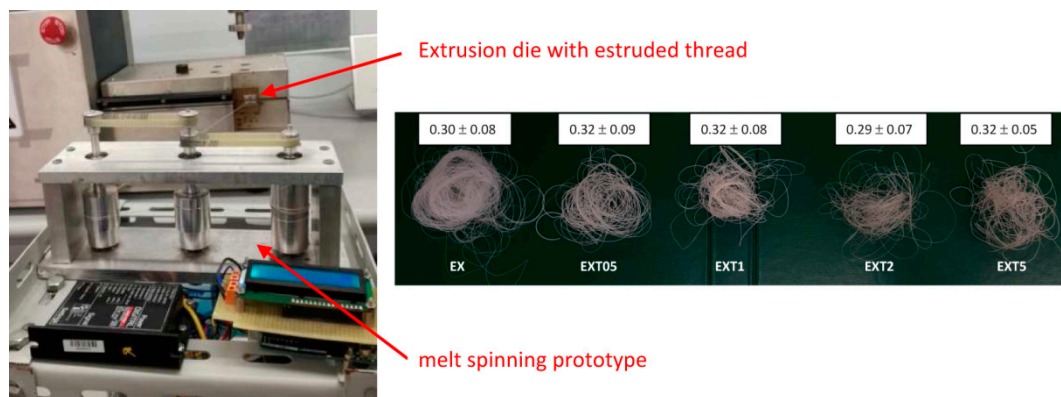 Extrusion die with estruded thread
0.30 ± 0.08
0.32 ± 0.09
0.32 ± 0.08
0.29 ± 0.07
0.32 ± 0.05
EX
EXT05
EXT1
EXT2
EXT5
melt spinning prototype